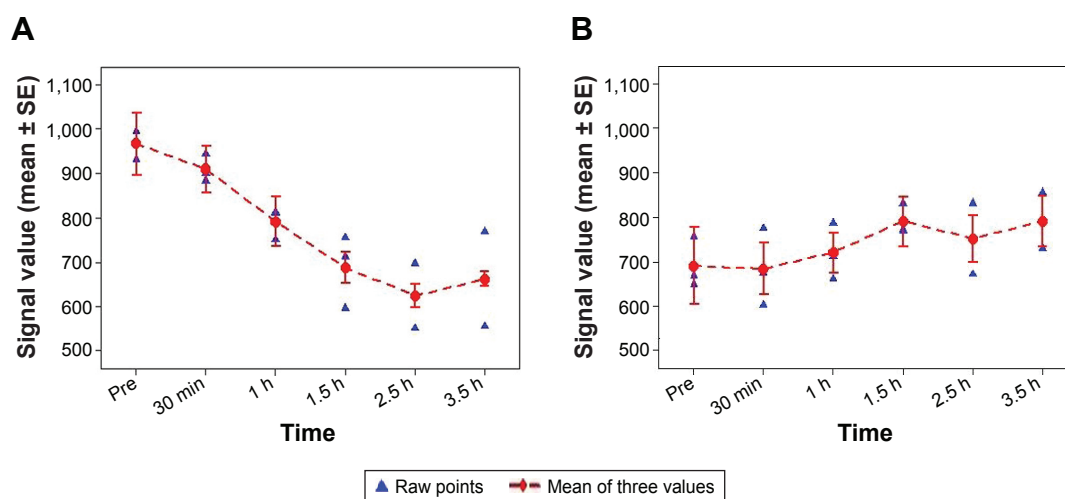 A
Signal value (mean ± SE)
1,100
1,000
900
800
700
600
500
Pre
30 min
1 h
1.5 h
2.5 h
3.5 h
Time
B
Signal value (mean ± SE)
1,100
1,000
900
800
700
600
500
Pre
30 min
1 h
1.5 h
2.5 h
3.5 h
Time
Raw points
Mean of three values